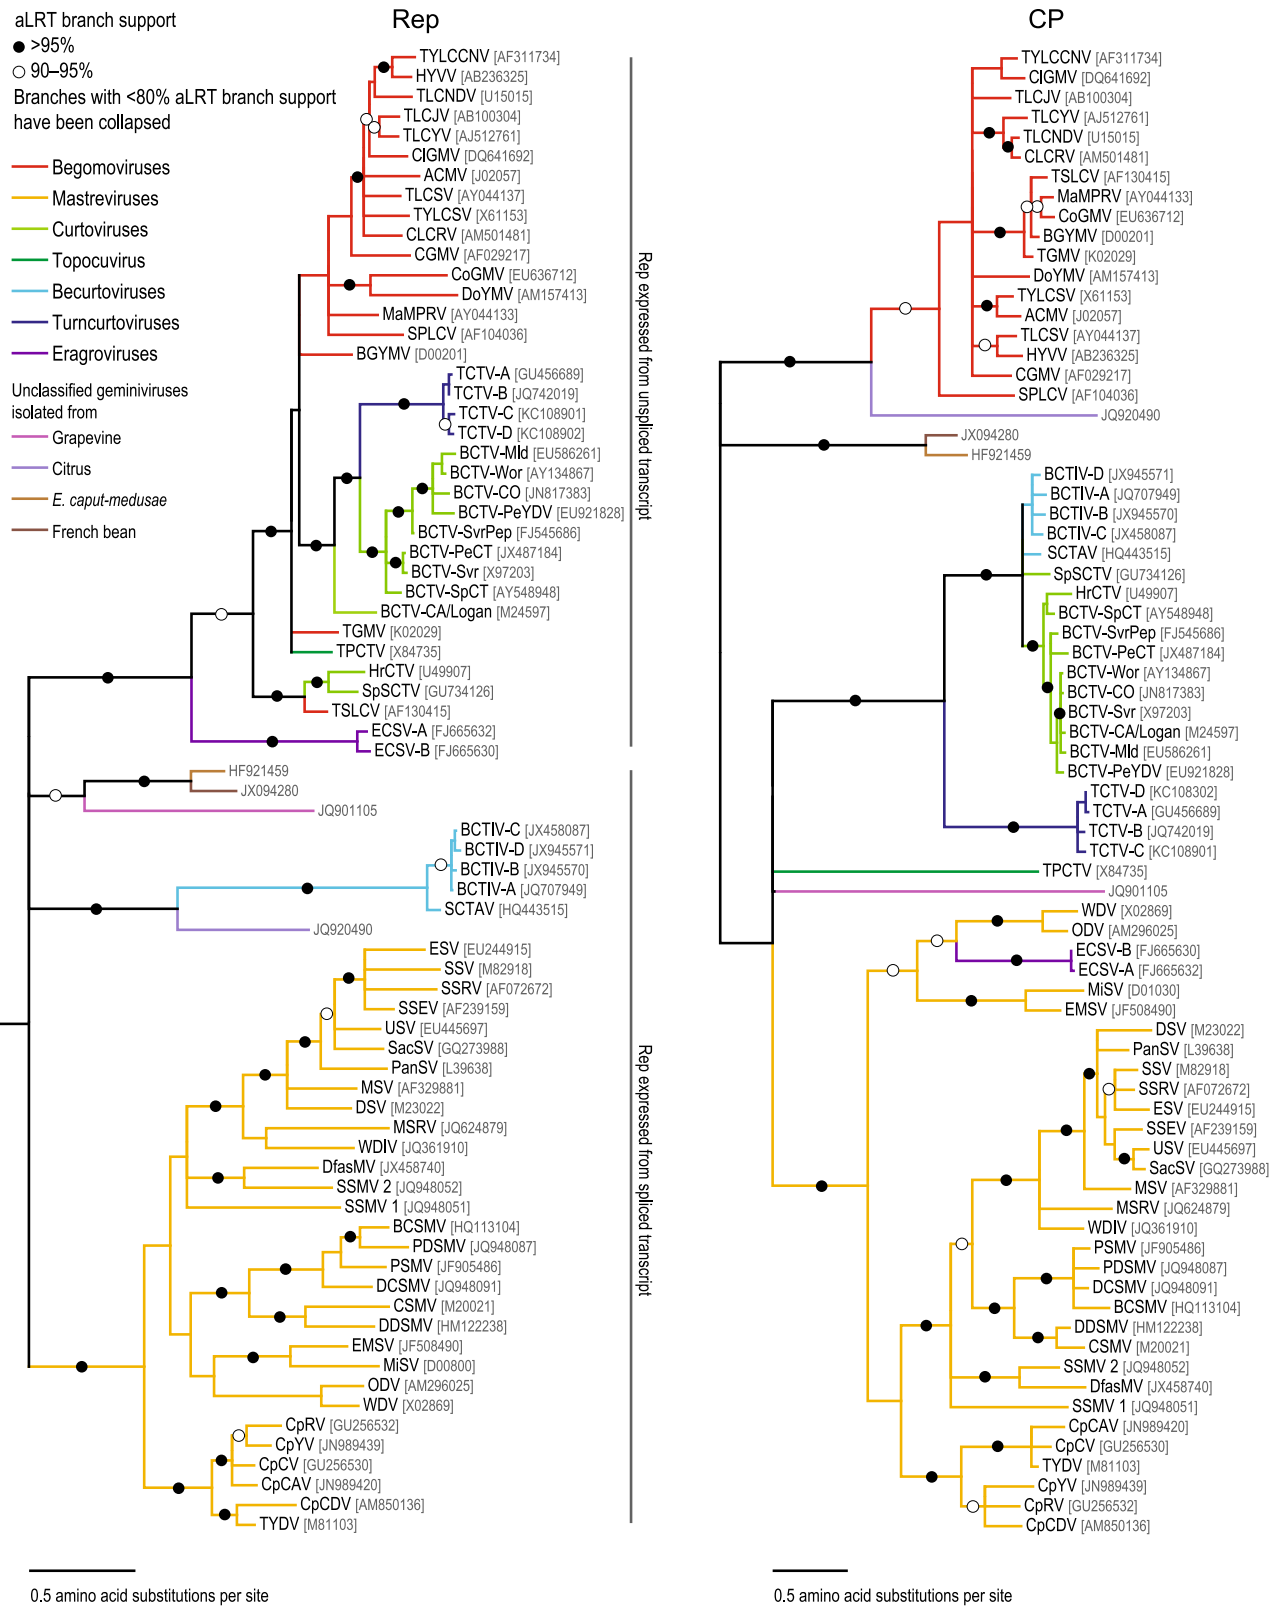 aLRT branch support
>95%
90–95%
Branches with <80% aLRT branch support
have been collapsed
Begomoviruses
Mastreviruses
Curtoviruses
Topocuvirus
Becurtoviruses
Turncurtoviruses
Eragroviruses
Unclassified geminiviruses
isolated from
Grapevine
Citrus
E. caput-medusae
French bean
Rep
TYLCCNV [AF311734]
HYVV [AB236325]
TLCNDV [U15015]
TLCJV [AB100304]
TLCYV [AJ512761]
ClGMV [DQ641692]
ACMV [J02057]
TLCSV [AY044137]
TYLCSV [X61153]
CLCRV [AM501481]
CGMV [AF029217]
CoGMV [EU636712]
DoYMV [AM157413]
MaMPRV [AY044133]
SPLCV [AF104036]
BGYMV [D00201]
TCTV-A [GU456689]
TCTV-B [JQ742019]
TCTV-C [KC108901]
TCTV-D [KC108902]
BCTV-Mld [EU586261]
BCTV-Wor [AY134867]
BCTV-CO [JN817383]
BCTV-PeYDV [EU921828]
BCTV-SvrPep [FJ545686]
BCTV-PeCT [JX487184]
BCTV-Svr [X97203]
BCTV-SpCT [AY548948]
BCTV-CA/Logan [M24597]
TGMV [K02029]
TPCTV [X84735]
HrCTV [U49907]
SpSCTV [GU734126]
TSLCV [AF130415]
ECSV-A [FJ665632]
ECSV-B [FJ665630]
Rep expressed from unspliced transcript
HF921459
JX094280
JQ901105
BCTIV-C [JX458087]
BCTIV-D [JX945571]
BCTIV-B [JX945570]
BCTIV-A [JQ707949]
SCTAV [HQ443515]
JQ920490
ESV [EU244915]
SSV [M82918]
SSRV [AF072672]
SSEV [AF239159]
USV [EU445697]
SacSV [GQ273988]
PanSV [L39638]
MSV [AF329881]
DSV [M23022]
MSRV [JQ624879]
WDIV [JQ361910]
DfasMV [JX458740]
SSMV 2 [JQ948052]
SSMV 1 [JQ948051]
BCSMV [HQ113104]
PDSMV [JQ948087]
PSMV [JF905486]
DCSMV [JQ948091]
CSMV [M20021]
DDSMV [HM122238]
EMSV [JF508490]
MiSV [D00800]
ODV [AM296025]
WDV [X02869]
CpRV [GU256532]
CpYV [JN989439]
CpCV [GU256530]
CpCAV [JN989420]
CpCDV [AM850136]
TYDV [M81103]
Rep expressed from spliced transcript
0.5 amino acid substitutions per site
CP
TYLCCNV [AF311734]
ClGMV [DQ641692]
TLCJV [AB100304]
TLCYV [AJ512761]
TLCNDV [U15015]
CLCRV [AM501481]
TSLCV [AF130415]
MaMPRV [AY044133]
CoGMV [EU636712]
BGYMV [D00201]
TGMV [K02029]
DoYMV [AM157413]
TYLCSV [X61153]
ACMV [J02057]
TLCSV [AY044137]
HYVV [AB236325]
CGMV [AF029217]
SPLCV [AF104036]
JQ920490
JX094280
HF921459
BCTIV-D [JX945571]
BCTIV-A [JQ707949]
BCTIV-B [JX945570]
BCTIV-C [JX458087]
SCTAV [HQ443515]
SpSCTV [GU734126]
HrCTV [U49907]
BCTV-SpCT [AY548948]
BCTV-SvrPep [FJ545686]
BCTV-PeCT [JX487184]
BCTV-Wor [AY134867]
BCTV-CO [JN817383]
BCTV-Svr [X97203]
BCTV-CA/Logan [M24597]
BCTV-Mld [EU586261]
BCTV-PeYDV [EU921828]
TCTV-D [KC108302]
TCTV-A [GU456689]
TCTV-B [JQ742019]
TCTV-C [KC108901]
TPCTV [X84735]
JQ901105
WDV [X02869]
ODV [AM296025]
ECSV-B [FJ665630]
ECSV-A [FJ665632]
MiSV [D01030]
EMSV [JF508490]
DSV [M23022]
PanSV [L39638]
SSV [M82918]
SSRV [AF072672]
ESV [EU244915]
SSEV [AF239159]
USV [EU445697]
SacSV [GQ273988]
MSV [AF329881]
MSRV [JQ624879]
WDIV [JQ361910]
PSMV [JF905486]
PDSMV [JQ948087]
DCSMV [JQ948091]
BCSMV [HQ113104]
DDSMV [HM122238]
CSMV [M20021]
SSMV 2 [JQ948052]
DfasMV [JX458740]
SSMV 1 [JQ948051]
CpCAV [JN989420]
CpCV [GU256530]
TYDV [M81103]
CpYV [JN989439]
CpRV [GU256532]
CpCDV [AM850136]
0.5 amino acid substitutions per site